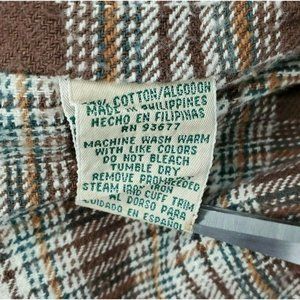 % COTTON/ALGODON
MADE IN PHILIPPINES
HECHO EN FILIPINAS
RN 93677
MACHINE WASH WARM
WITH LIKE COLORS
DO NOT BLEACH
TUMBLE DRY
REMOVE PROMPTLY
STEAM IRON CUFF TRIM
AL DORSO PARA
CUIDADO EN ESPAÑOL